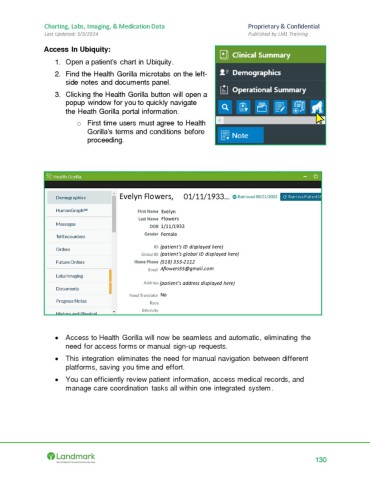 Charting, Labs, Imaging, & Medication Data
Proprietary & Confidential
Last Updated: 5/3/2024
Published by LM1 Training
Access In Ubiquity:
1. Open a patient's chart in Ubiquity.
2. Find the Health Gorilla microtabs on the left-
side notes and documents panel.
3. Clicking the Health Gorilla button will open a
popup window for you to quickly navigate
the Heath Gorilla portal information.
o First time users must agree to Health
Gorilla's terms and conditions before
proceeding.
Clinical Summary
Demographics
Operational Summary
Note
Health Gorilla
Demographics
HumanGraph™
Messages
Orders
Future Orders
Labs/Imaging
Documents
Progress Notes
History and Physical
Evelyn Flowers, 01/11/1933...
Retrieved 08/21/2023
First Name Evelyn
Last Name Flowers
DOB 1/11/1933
Gender Female
ID (patient's ID displayed here)
Global ID (patient's global ID displayed here)
Home Phone (518) 555-2112
Email Aflowers55@gmail.com
Address (patient's address displayed here)
Need Translator No
Race
Ethnicity
• Access to Health Gorilla will now be seamless and automatic, eliminating the
need for access forms or manual sign-up requests.
• This integration eliminates the need for manual navigation between different
platforms, saving you time and effort.
• You can efficiently review patient information, access medical records, and
manage care coordination tasks all within one integrated system.
Landmark
130